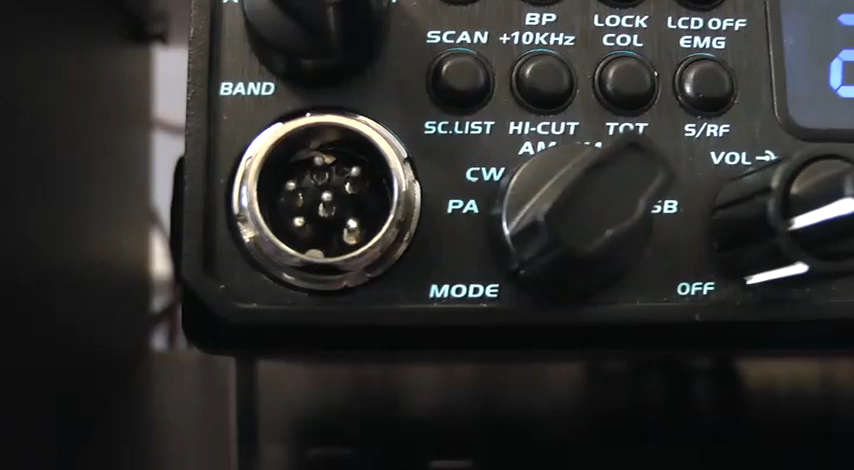 BP LOCK LCD OFF
SCAN +10KHz COL EMG
BAND
SC.LIST HI-CUT TOT S/RF
VOL
CW
PA
MODE OFF